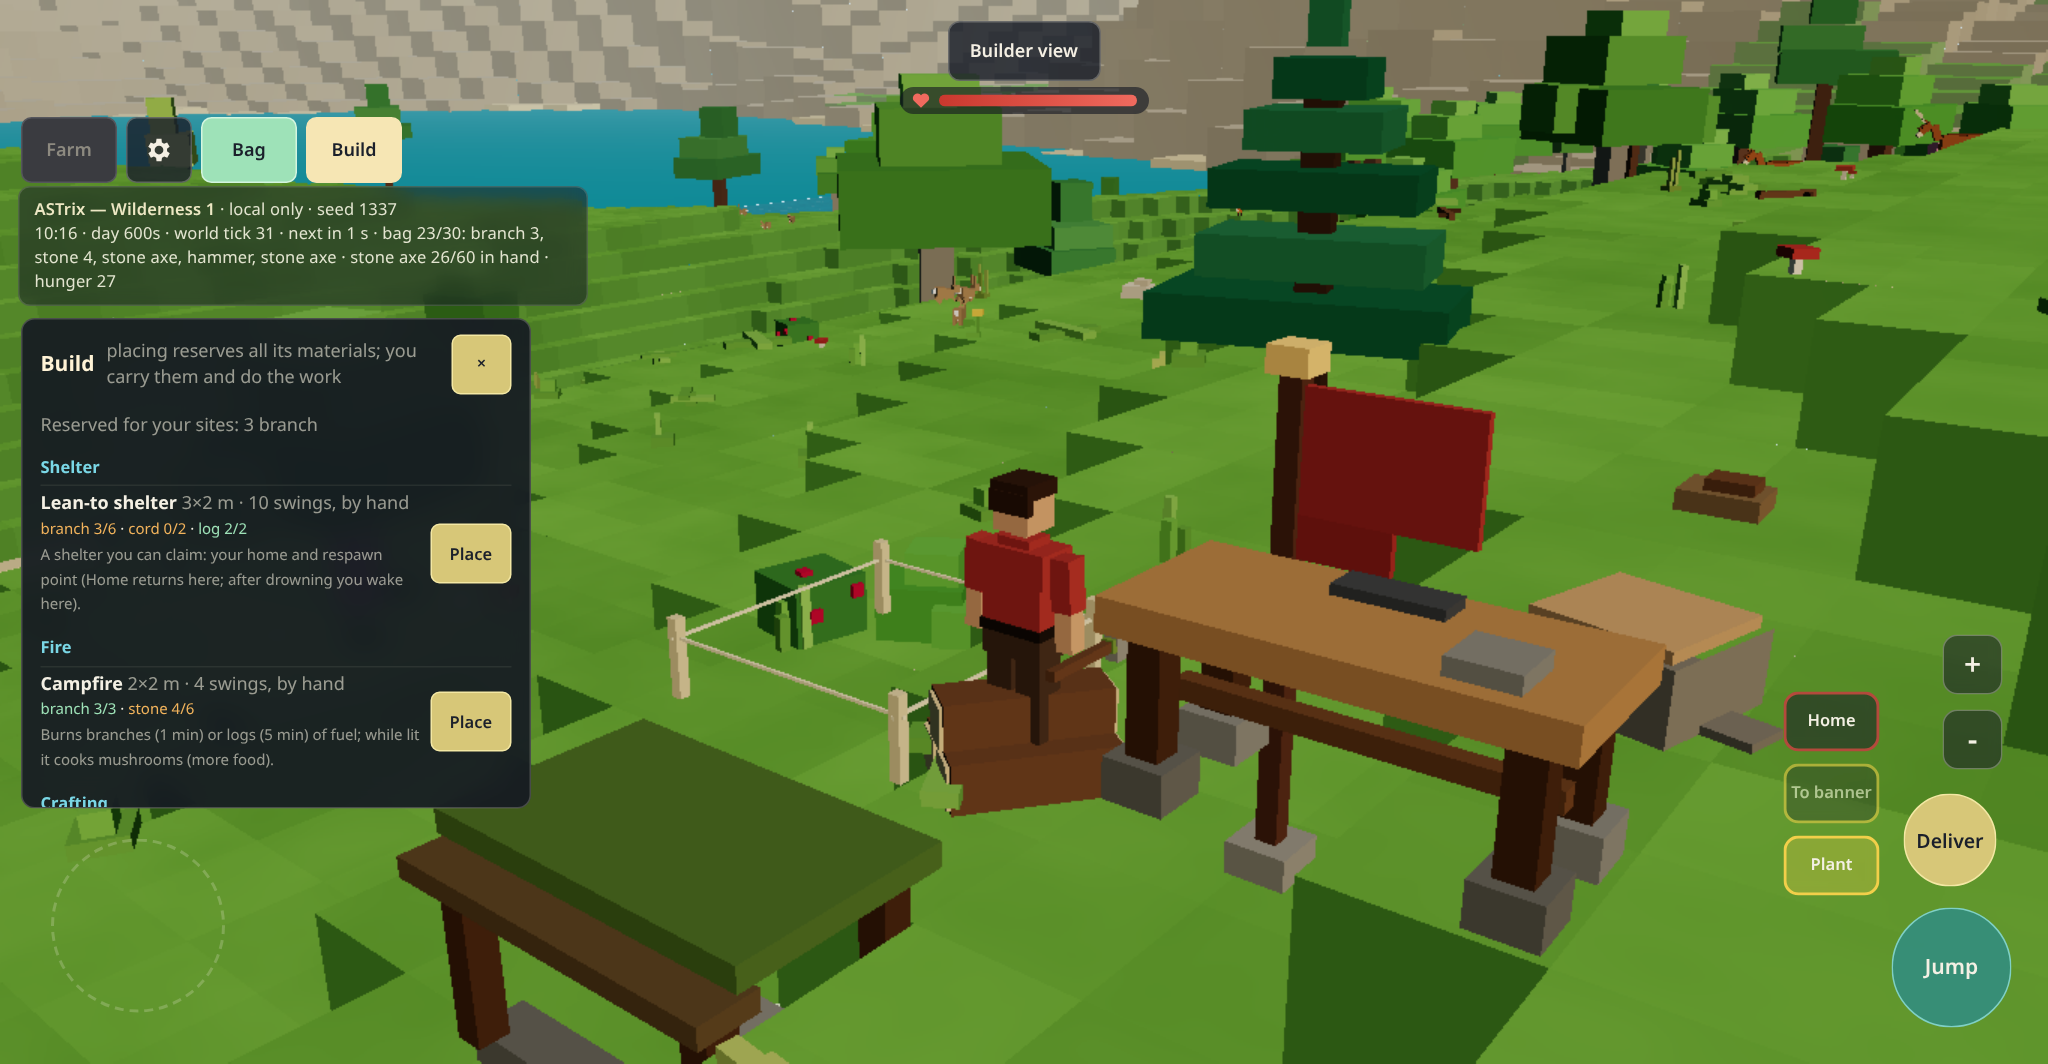 Builder view
Farm
Bag
Build
ASTrix — Wilderness 1 · local only · seed 1337
10:16 · day 600s · world tick 31 · next in 1 s · bag 23/30: branch 3,
stone 4, stone axe, hammer, stone axe · stone axe 26/60 in hand ·
hunger 27
Build
placing reserves all its materials; you
carry them and do the work
×
Reserved for your sites: 3 branch
Shelter
Lean-to shelter 3×2 m · 10 swings, by hand
branch 3/6 · cord 0/2 · log 2/2
A shelter you can claim: your home and respawn
point (Home returns here; after drowning you wake
here).
Place
Fire
Campfire 2×2 m · 4 swings, by hand
branch 3/3 · stone 4/6
Burns branches (1 min) or logs (5 min) of fuel; while lit
it cooks mushrooms (more food).
Place
Crafting
+
-
Home
To banner
Plant
Deliver
Jump